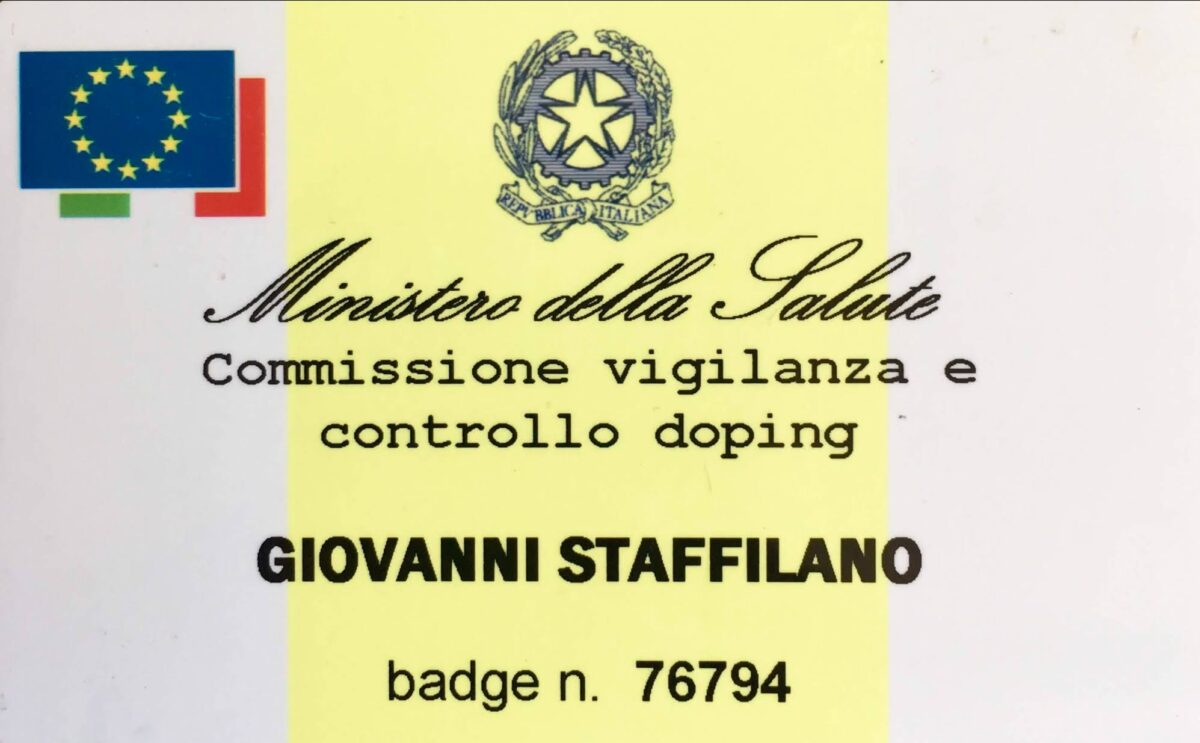 REPVBBLICA ITALIANA
Ministero della Salute
Commissione vigilanza e
controllo doping
GIOVANNI STAFFILANO
badge n. 76794